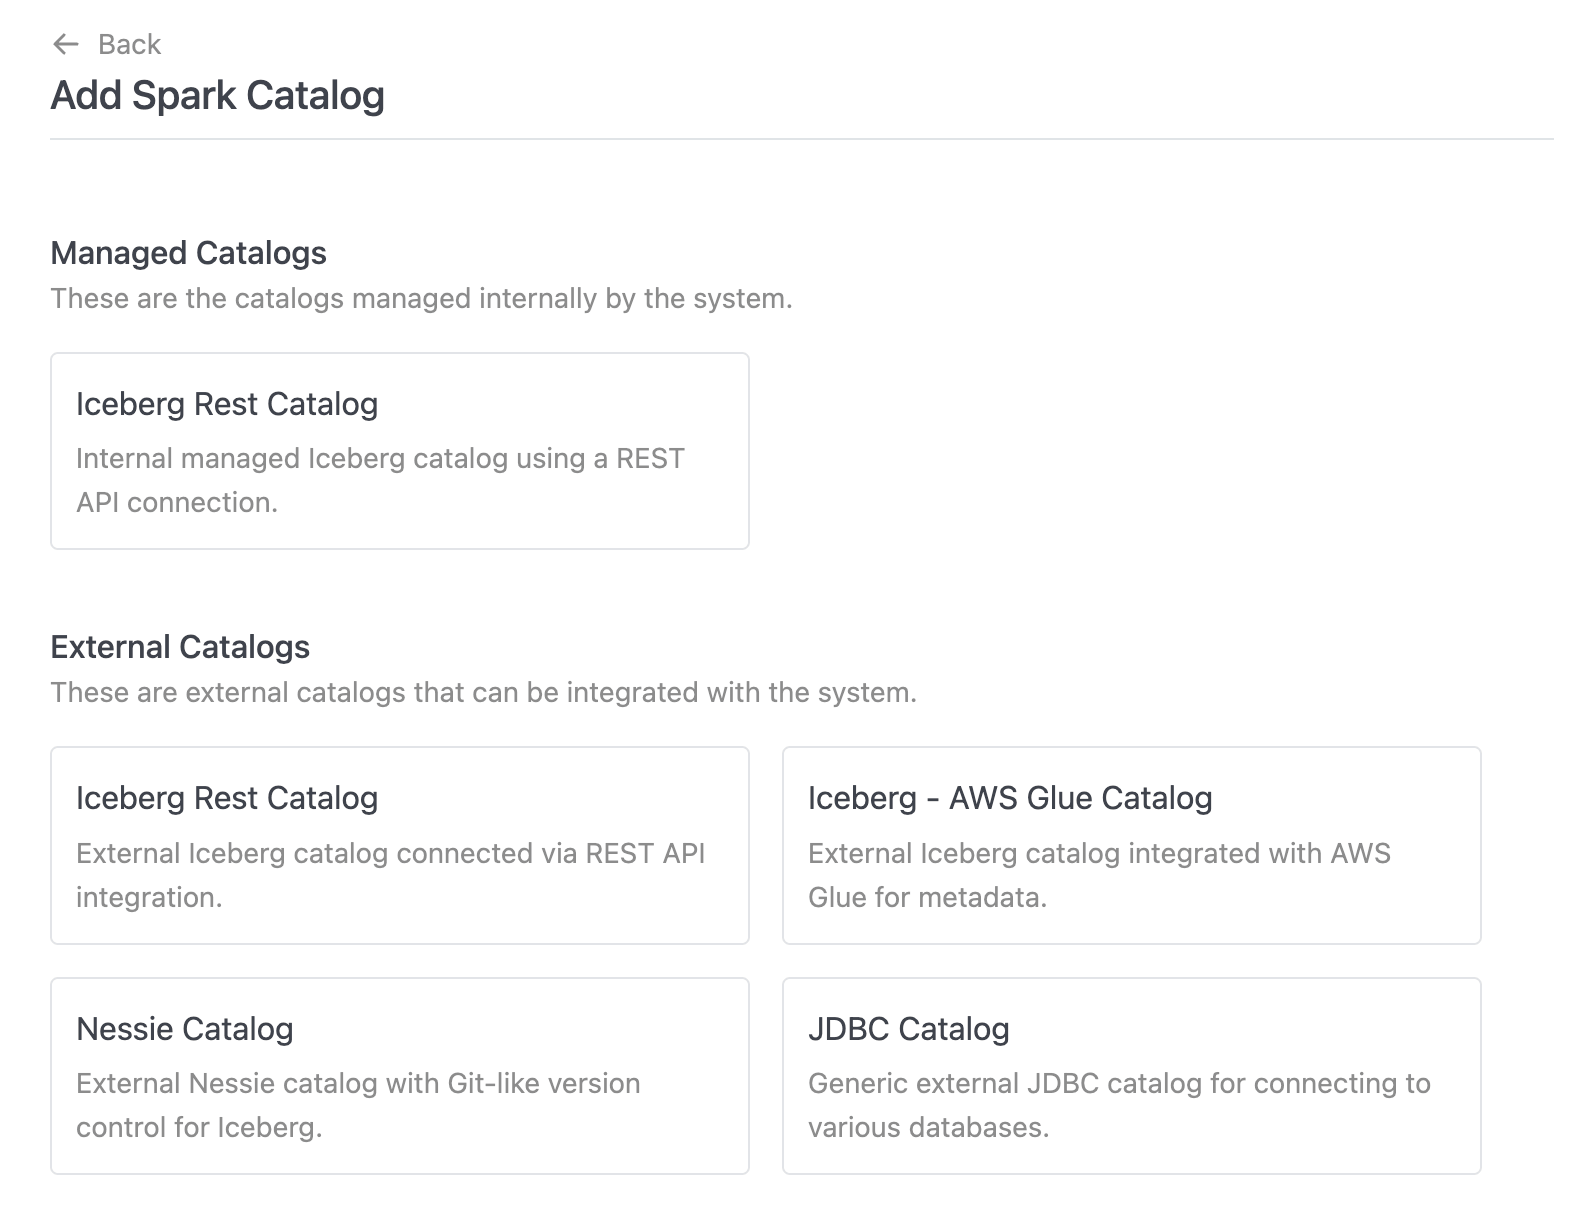 Back
Add Spark Catalog
Managed Catalogs
These are the catalogs managed internally by the system.
Iceberg Rest Catalog
Internal managed Iceberg catalog using a REST
API connection.
External Catalogs
These are external catalogs that can be integrated with the system.
Iceberg Rest Catalog
External Iceberg catalog connected via REST API
integration.
Iceberg - AWS Glue Catalog
External Iceberg catalog integrated with AWS
Glue for metadata.
Nessie Catalog
External Nessie catalog with Git-like version
control for Iceberg.
JDBC Catalog
Generic external JDBC catalog for connecting to
various databases.